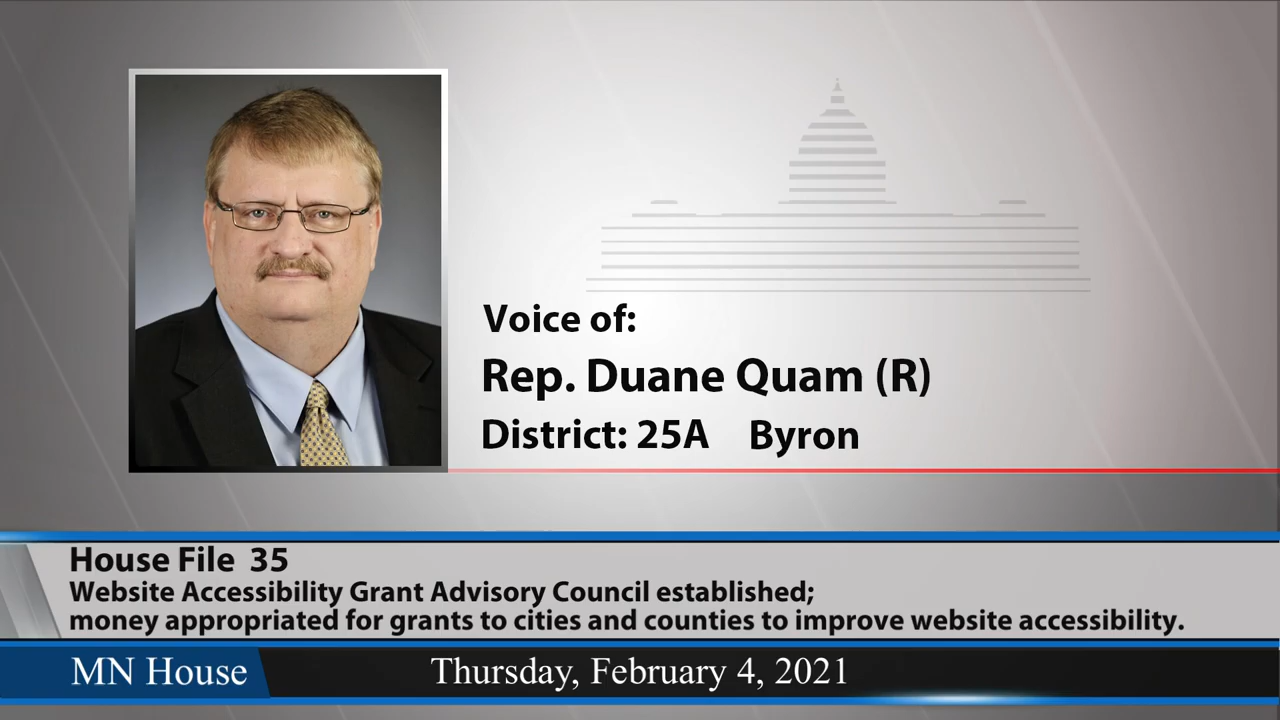 Voice of:
Rep. Duane Quam (R)
District: 25A Byron
House File 35
Website Accessibility Grant Advisory Council established;
money appropriated for grants to cities and counties to improve website accessibility.
MN House Thursday, February 4, 2021